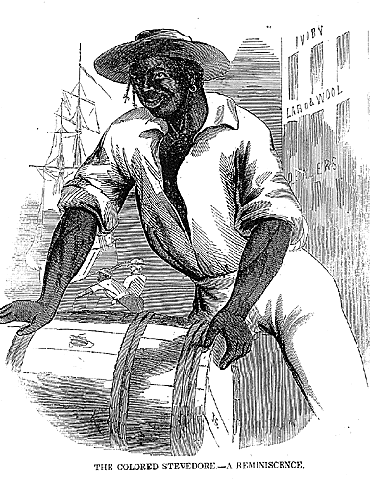 LARD & WOOL
THE COLORED STEVEDORE.—A REMINISCENCE.